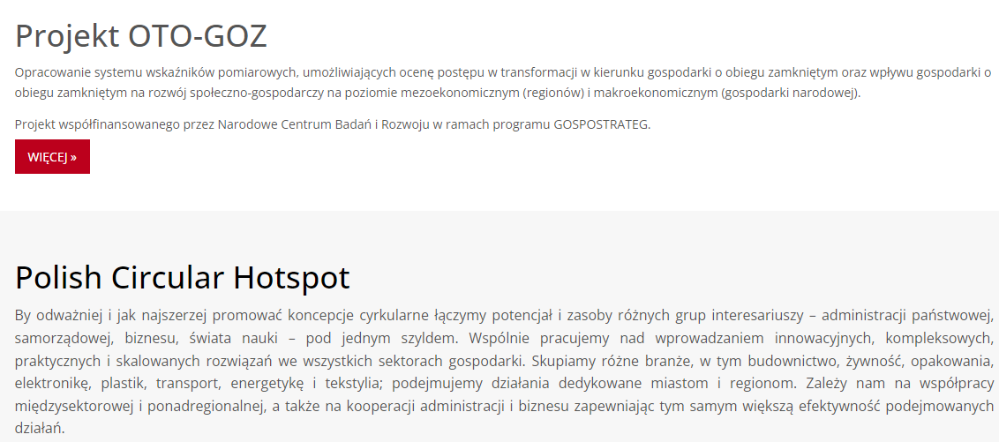 Projekt OTO-GOZ
Opracowanie systemu wskaźników pomiarowych, umożliwiających ocenę postępu w transformacji w kierunku gospodarki o obiegu zamkniętym oraz wpływu gospodarki o
obiegu zamkniętym na rozwój społeczno-gospodarczy na poziomie mezoekonomicznym (regionów) i makroekonomicznym (gospodarki narodowej).
Projekt współfinansowanego przez Narodowe Centrum Badań i Rozwoju w ramach programu GOSPOSTRATEG.
WIĘCEJ »
Polish Circular Hotspot
By odważniej i jak najszerzej promować koncepcje cyrkularne łączymy potencjał i zasoby różnych grup interesariuszy – administracji państwowej,
samorządowej, biznesu, świata nauki – pod jednym szyldem. Wspólnie pracujemy nad wprowadzaniem innowacyjnych, kompleksowych,
praktycznych i skalowanych rozwiązań we wszystkich sektorach gospodarki. Skupiamy różne branże, w tym budownictwo, żywność, opakowania,
elektronikę, plastik, transport, energetykę i tekstylia; podejmujemy działania dedykowane miastom i regionom. Zależy nam na współpracy
międzysektorowej i ponadregionalnej, a także na kooperacji administracji i biznesu zapewniając tym samym większą efektywność podejmowanych
działań.